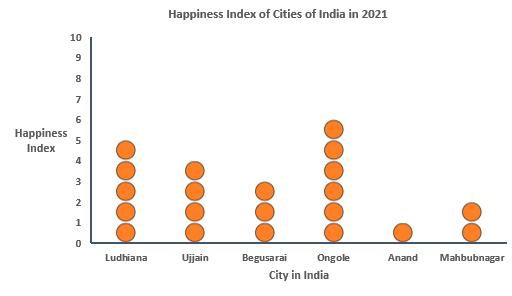 Happiness Index of Cities of India in 2021
10
9
8
7
6
5
4
3
2
1
0
Happiness
Index
Ludhiana Ujjain Begusarai Ongole Anand Mahbubnagar
City in India